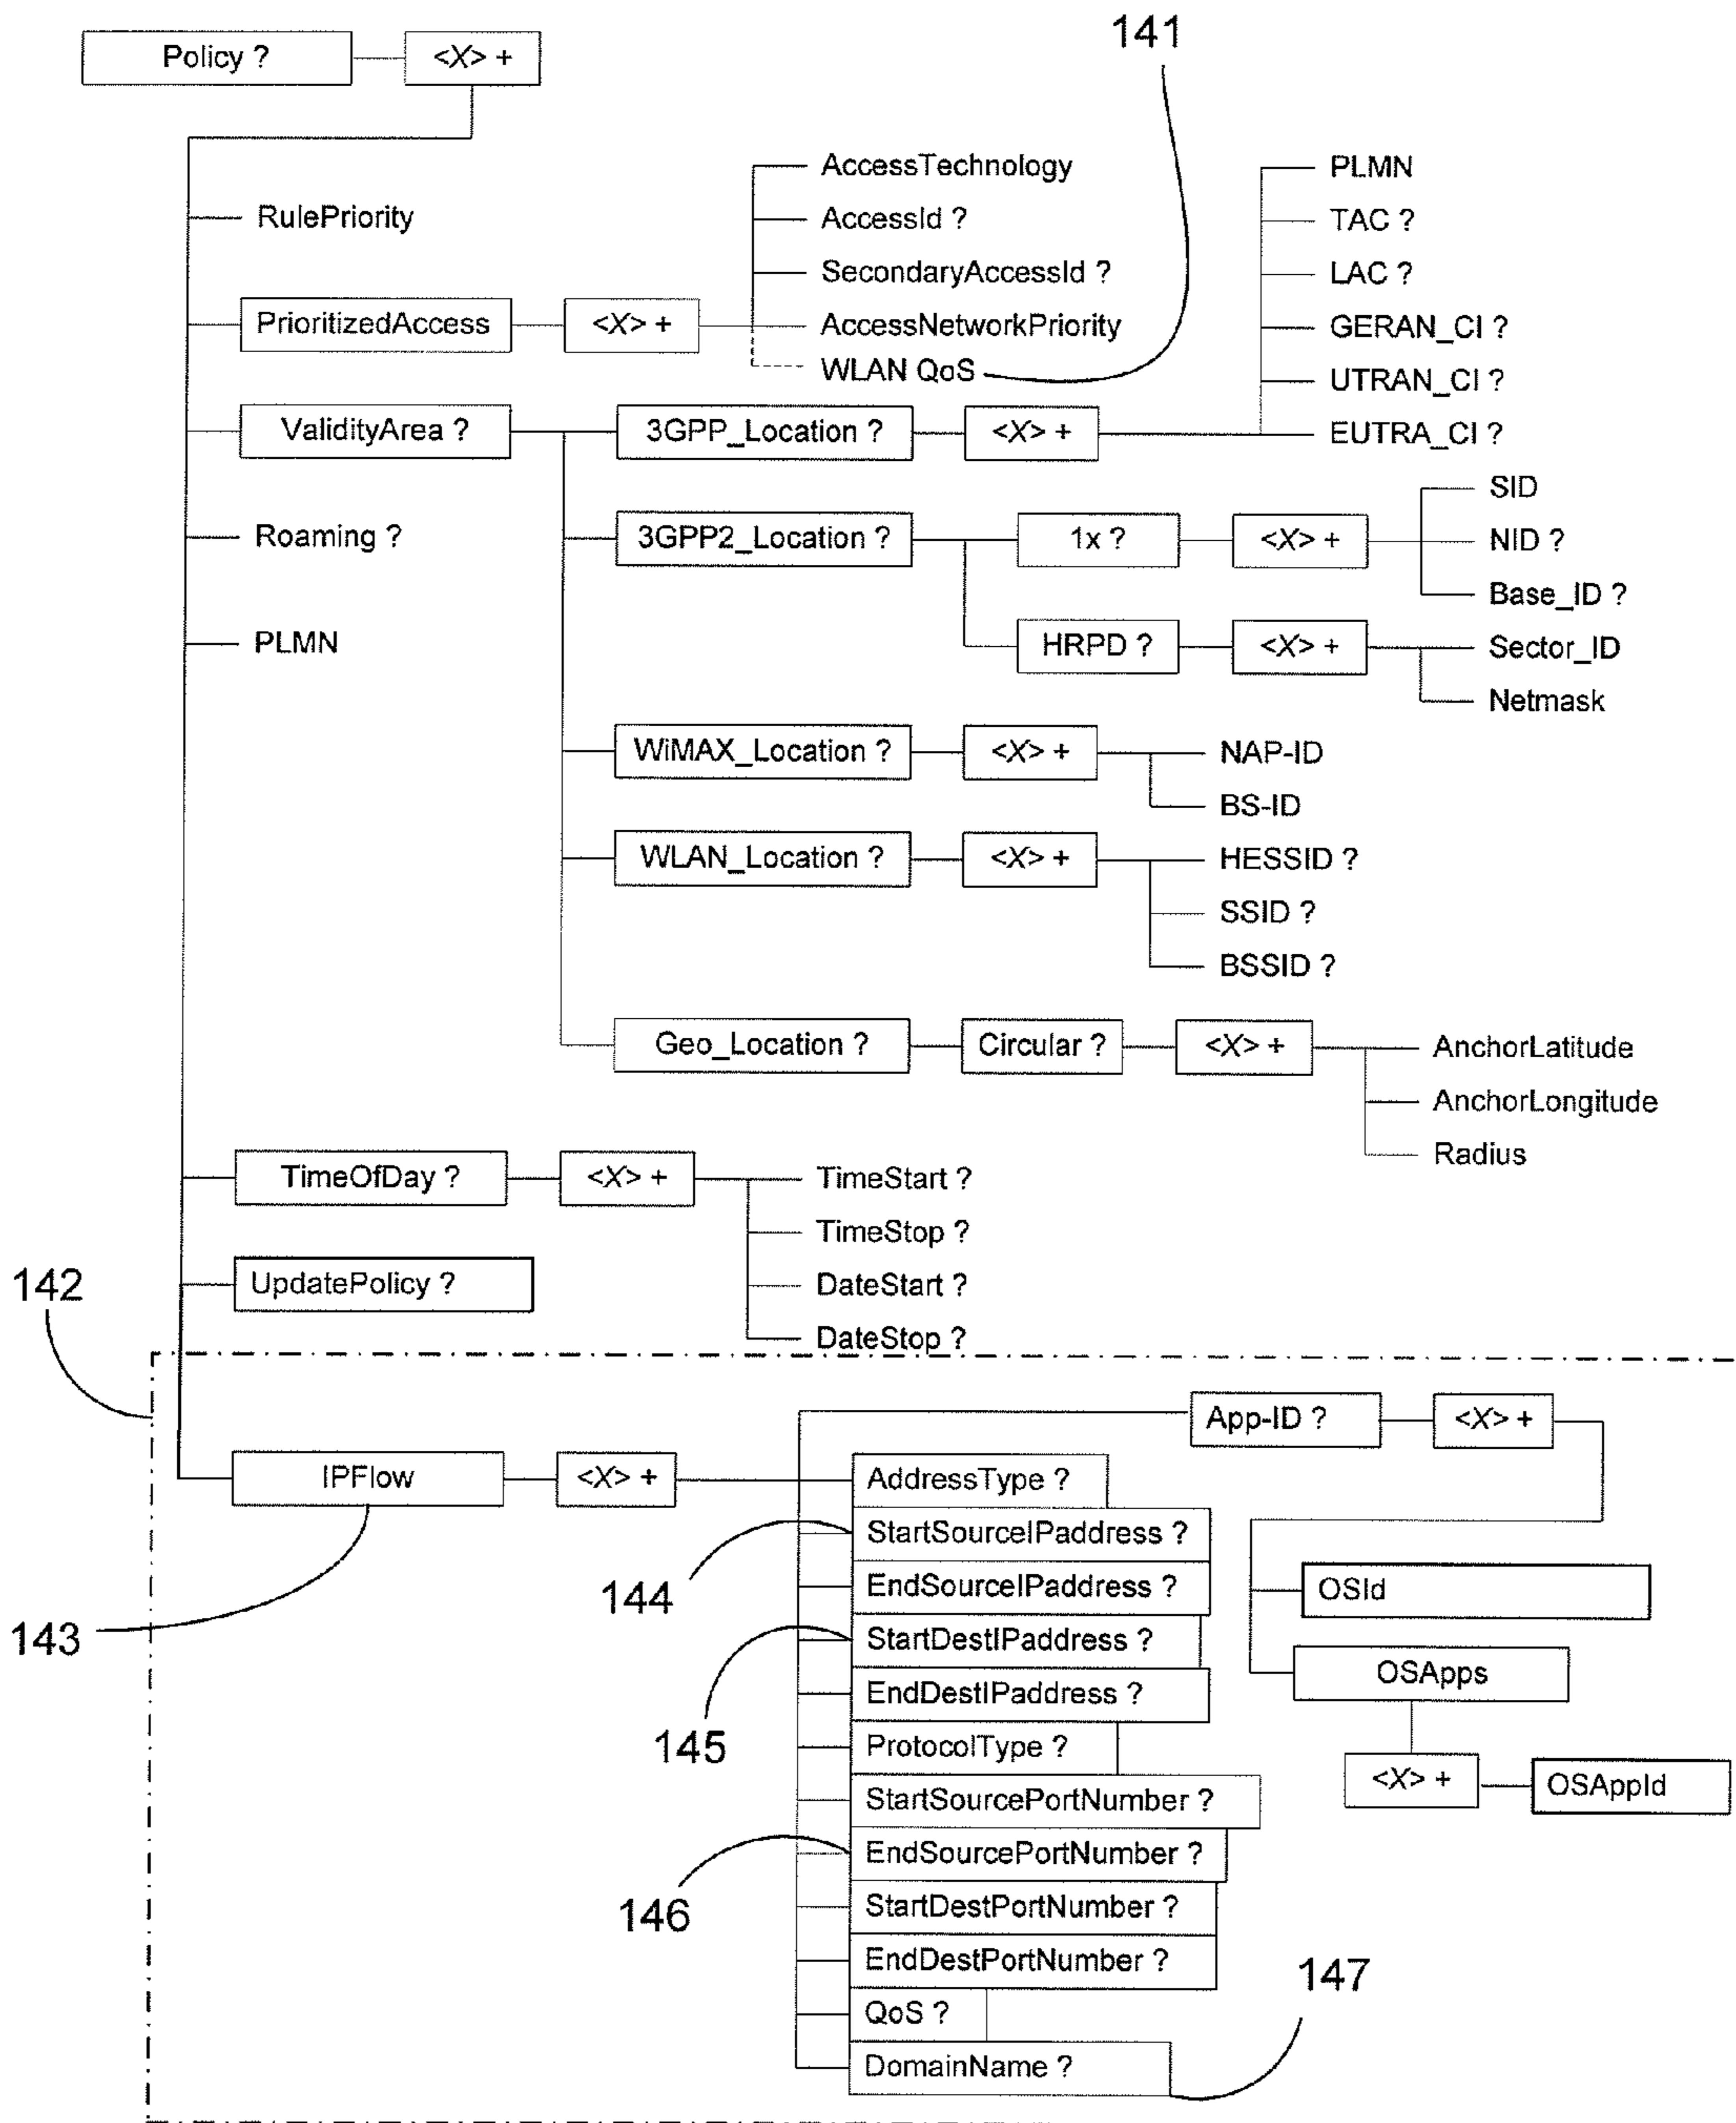 141
Policy ?
<X> +
AccessTechnology
PLMN
RulePriority
AccessId ?
TAC ?
SecondaryAccessId ?
LAC ?
PrioritizedAccess
<X> +
AccessNetworkPriority
GERAN_CI ?
WLAN QoS
UTRAN_CI ?
ValidityArea ?
3GPP_Location ?
<X> +
EUTRA_CI ?
SID
Roaming ?
3GPP2_Location ?
1x ?
<X> +
NID ?
Base_ID ?
PLMN
HRPD ?
<X> +
Sector_ID
Netmask
WiMAX_Location ?
<X> +
NAP-ID
BS-ID
WLAN_Location ?
<X> +
HESSID ?
SSID ?
BSSID ?
Geo_Location ?
Circular ?
<X> +
AnchorLatitude
AnchorLongitude
Radius
TimeOfDay ?
<X> +
TimeStart ?
TimeStop ?
142
UpdatePolicy ?
DateStart ?
DateStop ?
App-ID ?
<X> +
IPFlow
<X> +
AddressType ?
StartSourceIPaddress ?
144
EndSourceIPaddress ?
OSId
143
StartDestIPaddress ?
OSApps
EndDestIPaddress ?
145
ProtocolType ?
<X> +
OSAppId
StartSourcePortNumber ?
EndSourcePortNumber ?
146
StartDestPortNumber ?
EndDestPortNumber ?
147
QoS ?
DomainName ?